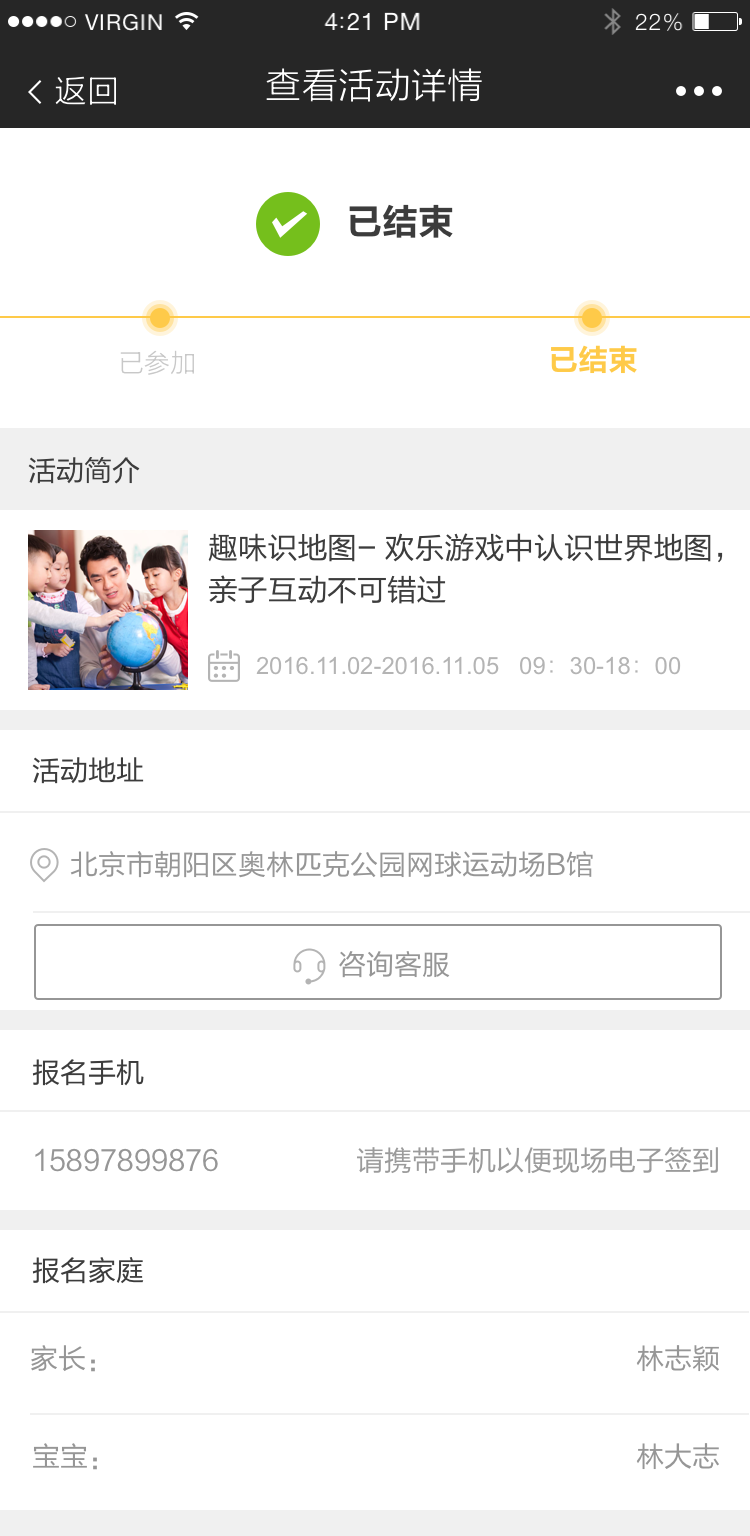 VIRGIN 4:21 PM 22%
返回 查看活动详情
已结束
已参加 已结束
活动简介
趣味识地图- 欢乐游戏中认识世界地图，
亲子互动不可错过
2016.11.02-2016.11.05 09：30-18：00
活动地址
北京市朝阳区奥林匹克公园网球运动场B馆
咨询客服
报名手机
15897899876 请携带手机以便现场电子签到
报名家庭
家长： 林志颖
宝宝： 林大志